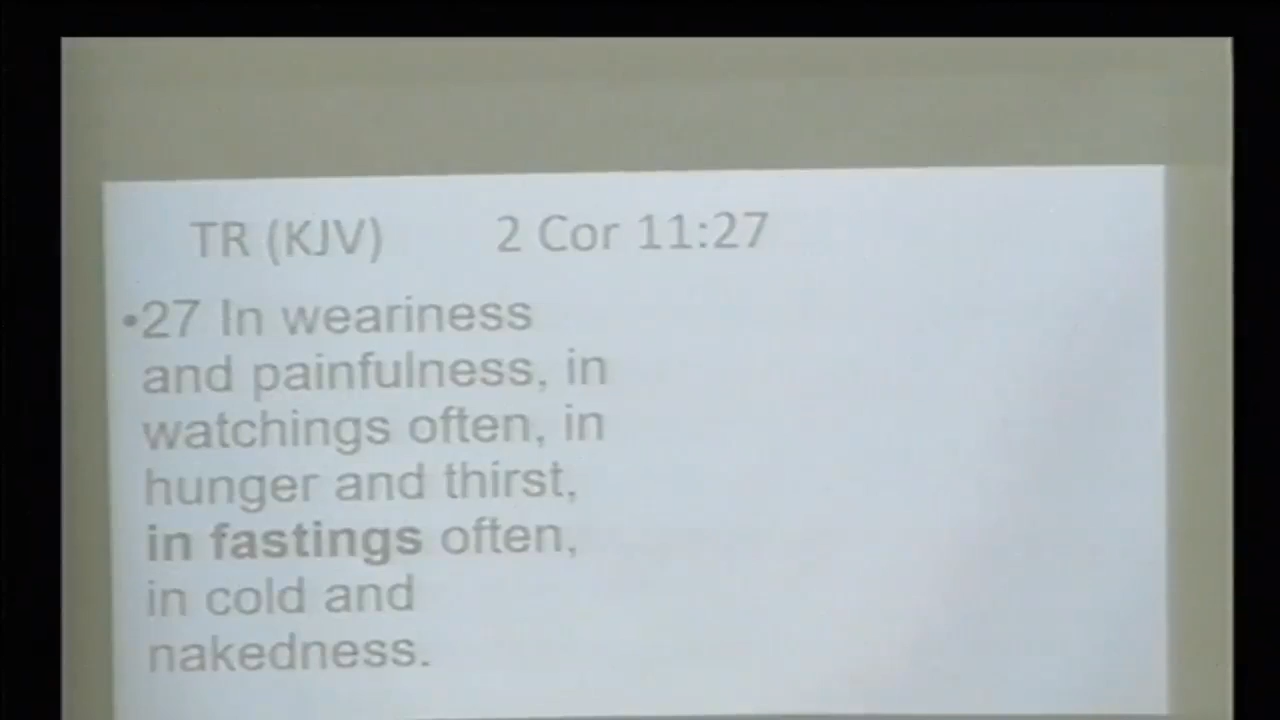 TR (KJV) 2 Cor 11:27
•27 In weariness
and painfulness, in
watchings often, in
hunger and thirst,
in fastings often,
in cold and
nakedness.